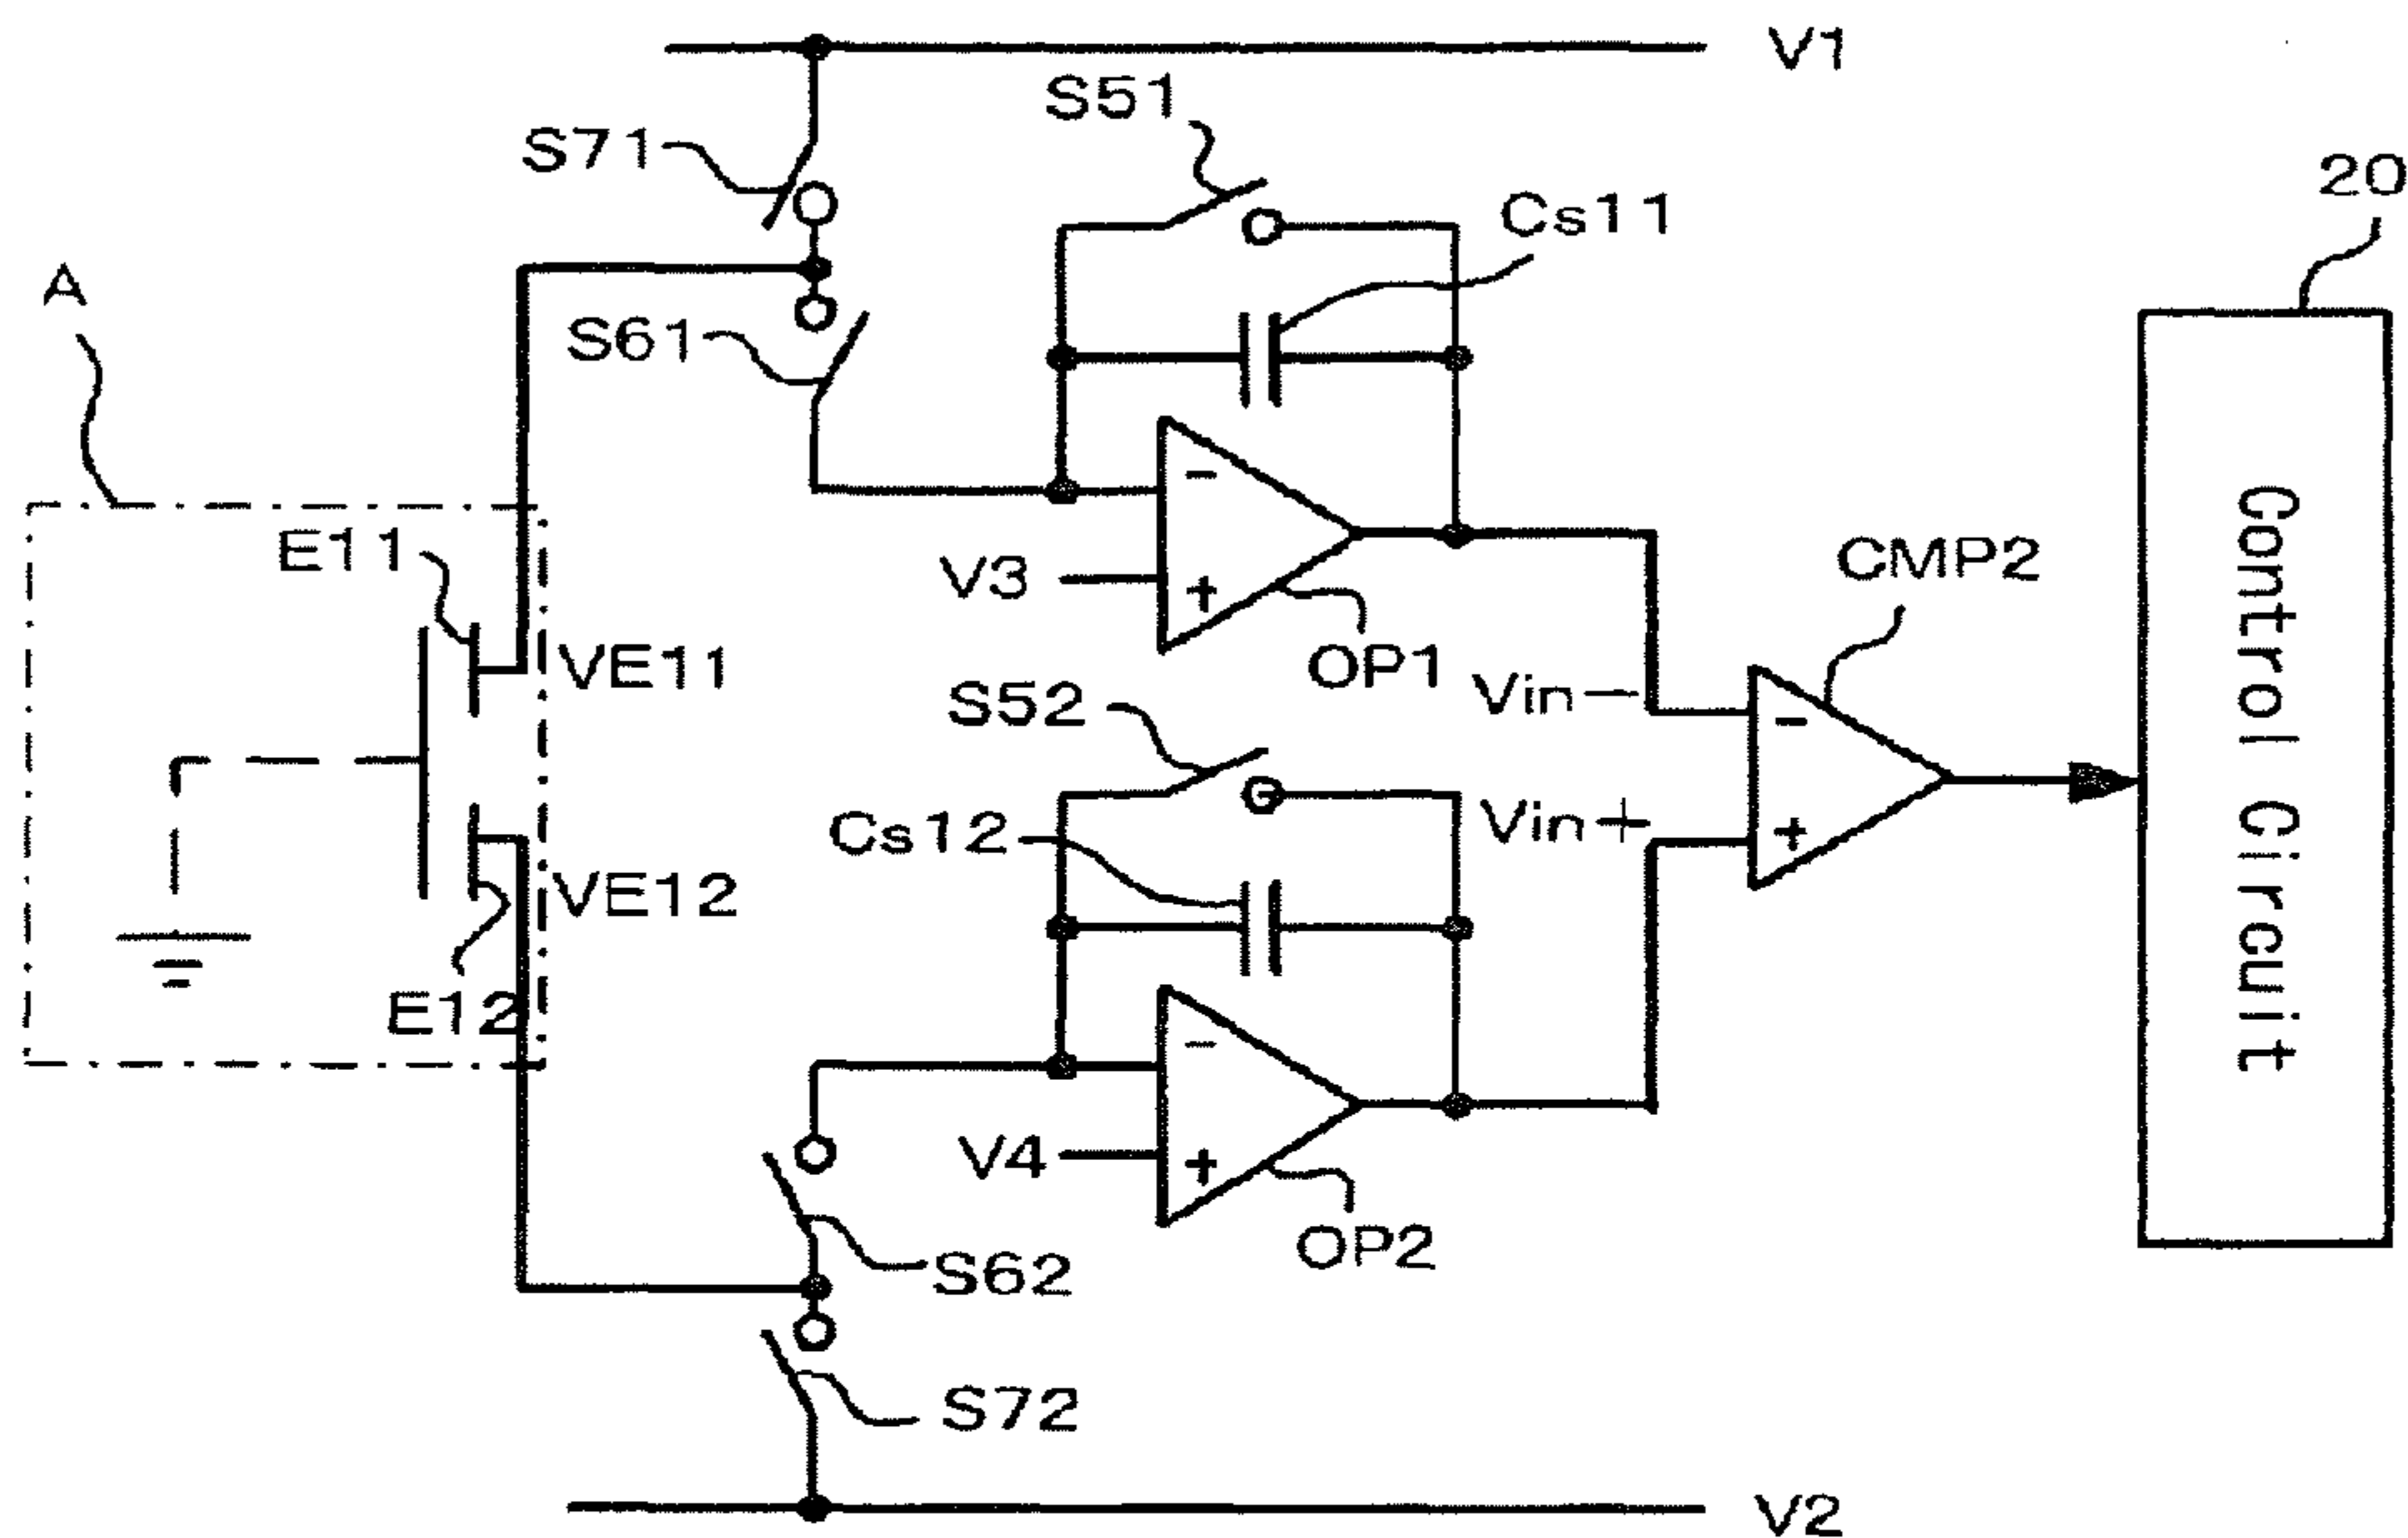 V1
S51
S71
20
Cs11
A
S61
E11
CMP2
V3
-
+
VE11
OP1
S52
Vin−
-
Vin+
+
Cs12
VE12
E12
Control Circuit
-
V4
+
OP2
S62
S72
V2